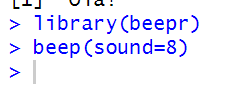 > library(beepr)
> beep(sound=8)
>